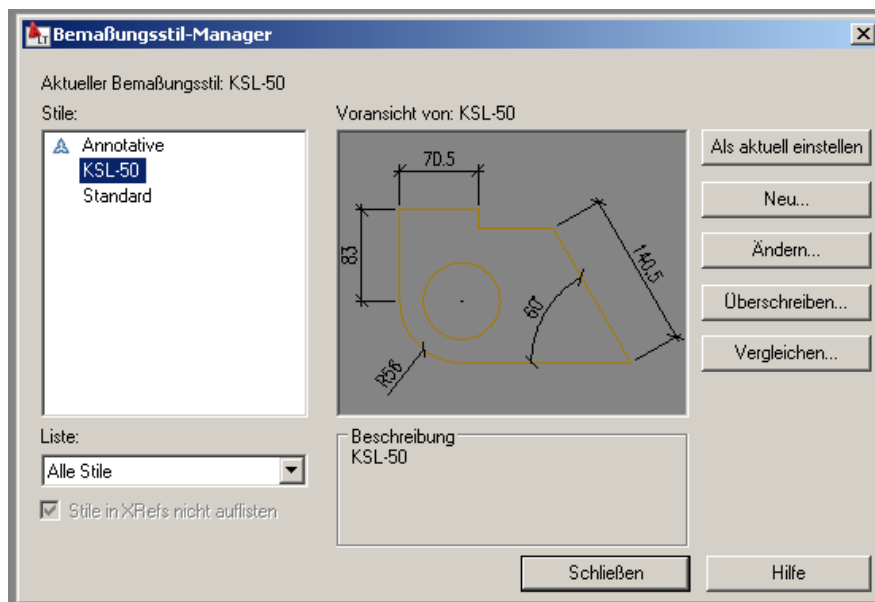 LT Bemaßungsstil-Manager
Aktueller Bemaßungsstil: KSL-50
Stile:
Annotative
KSL-50
Standard
Voransicht von: KSL-50
70.5
83
140.5
60°
R56
Als aktuell einstellen
Neu...
Ändern...
Überschreiben...
Vergleichen...
Liste:
Alle Stile
Stile in XRefs nicht auflisten
Beschreibung
KSL-50
Schließen
Hilfe